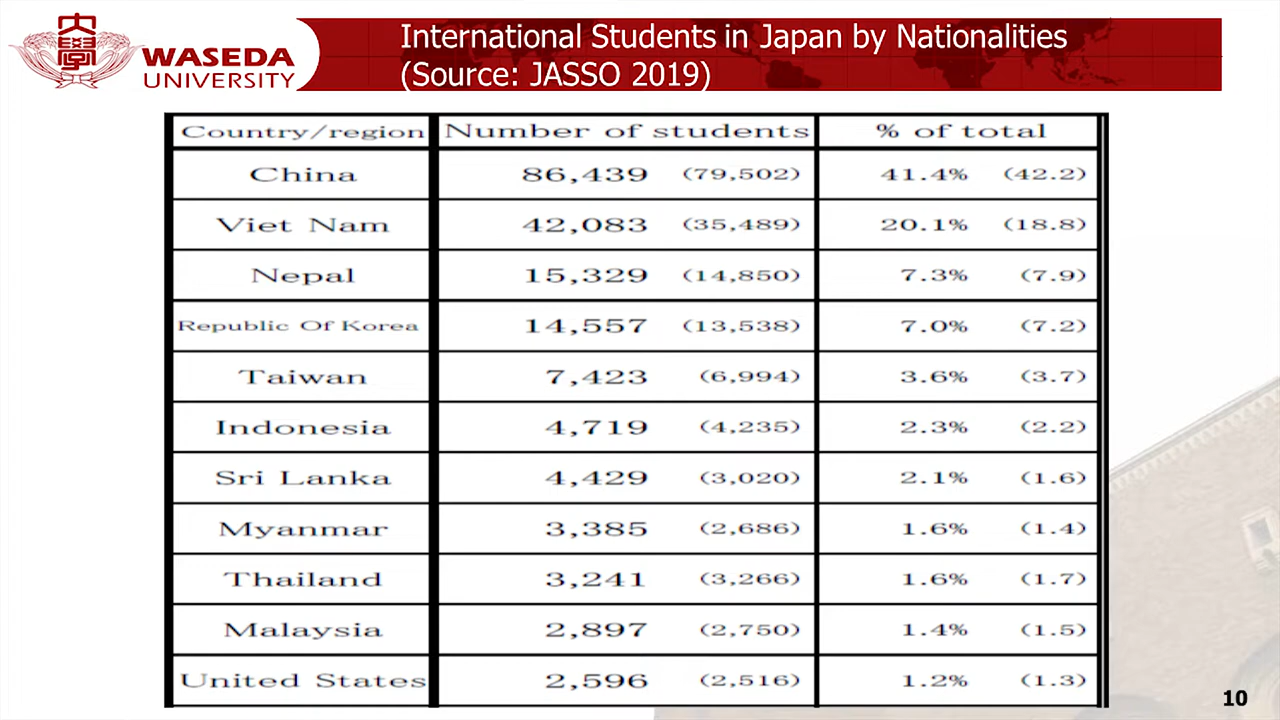 大學
WASEDA
UNIVERSITY
International Students in Japan by Nationalities
(Source: JASSO 2019)
Country/region Number of students % of total
China 86,439 (79,502) 41.4% (42.2)
Viet Nam 42,083 (35,489) 20.1% (18.8)
Nepal 15,329 (14,850) 7.3% (7.9)
Republic Of Korea 14,557 (13,538) 7.0% (7.2)
Taiwan 7,423 (6,994) 3.6% (3.7)
Indonesia 4,719 (4,235) 2.3% (2.2)
Sri Lanka 4,429 (3,020) 2.1% (1.6)
Myanmar 3,385 (2,686) 1.6% (1.4)
Thailand 3,241 (3,266) 1.6% (1.7)
Malaysia 2,897 (2,750) 1.4% (1.5)
United States 2,596 (2,516) 1.2% (1.3)
10